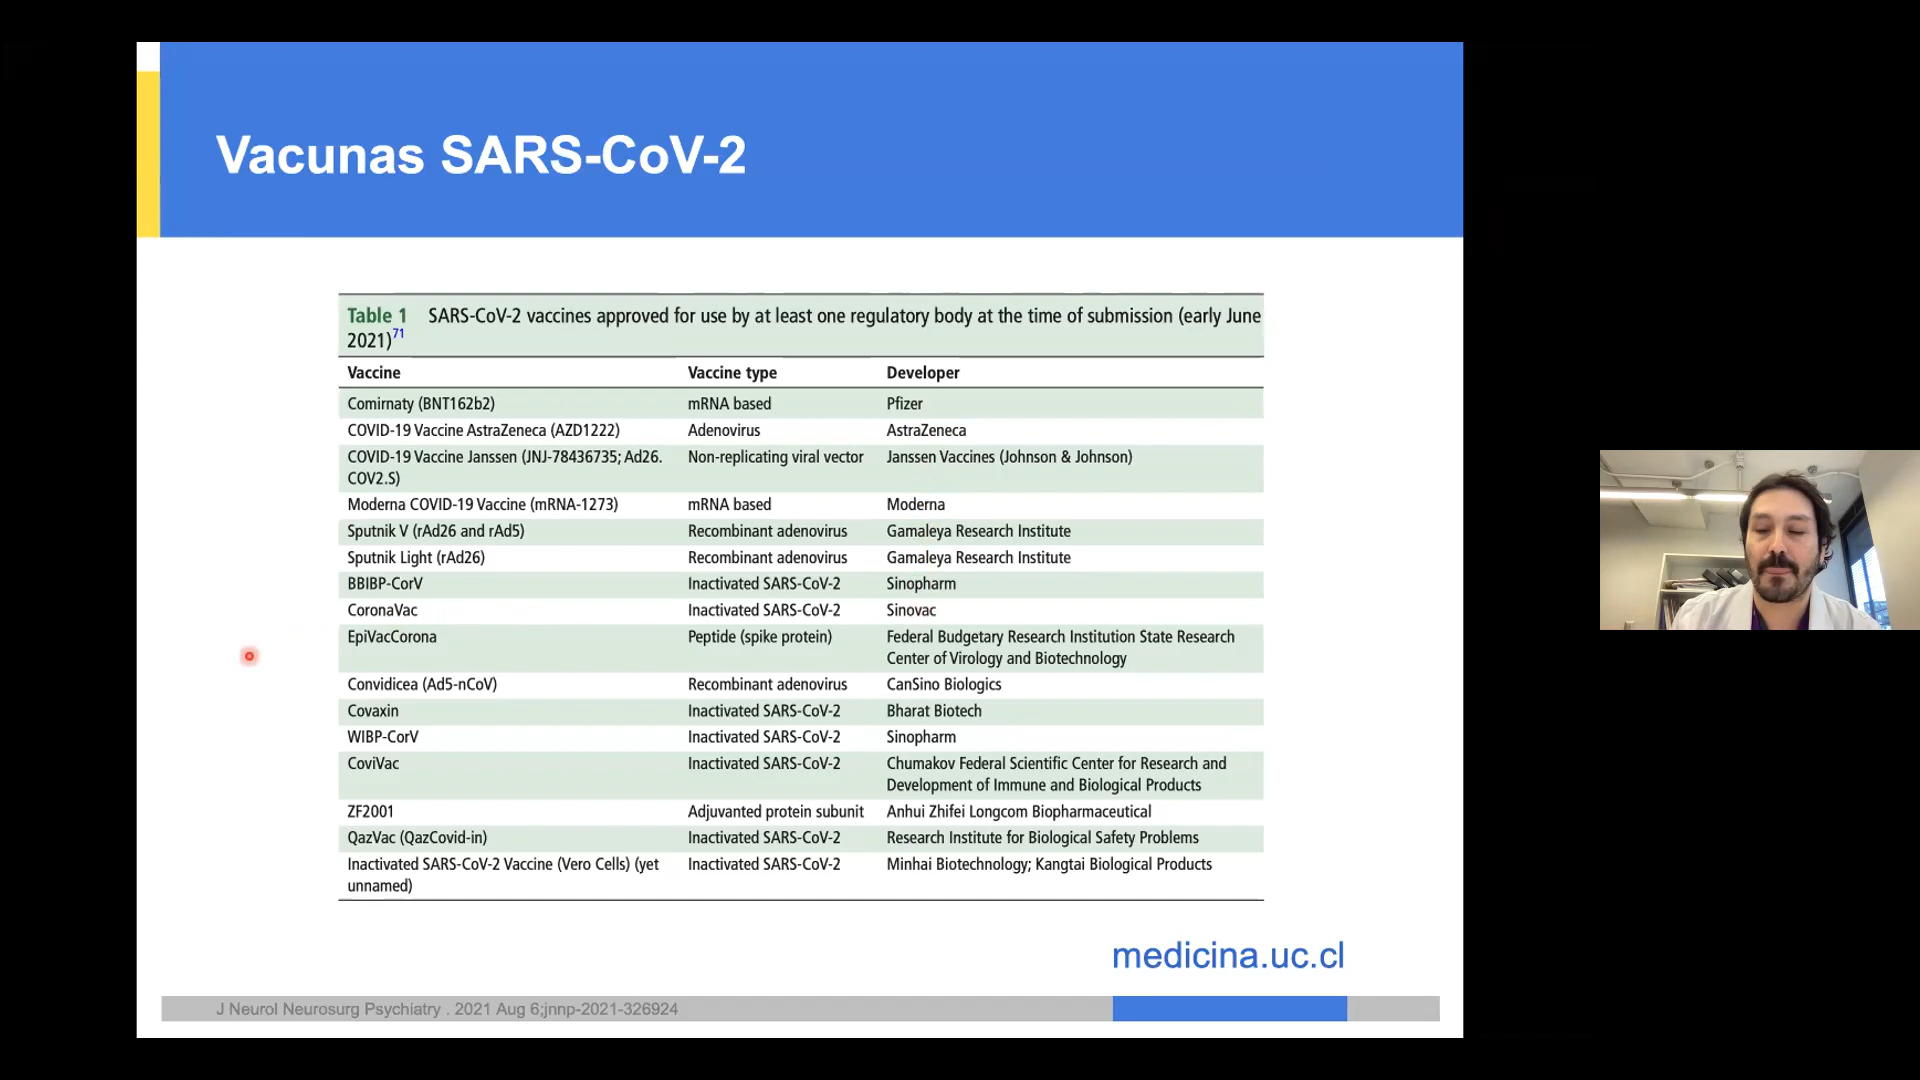 Vacunas SARS-CoV-2
Table 1 SARS-CoV-2 vaccines approved for use by at least one regulatory body at the time of submission (early June
2021)71
Vaccine Vaccine type Developer
Comirnaty (BNT162b2) mRNA based Pfizer
COVID-19 Vaccine AstraZeneca (AZD1222) Adenovirus AstraZeneca
COVID-19 Vaccine Janssen (JNJ-78436735; Ad26. Non-replicating viral vector Janssen Vaccines (Johnson & Johnson)
COV2.S)
Moderna COVID-19 Vaccine (mRNA-1273) mRNA based Moderna
Sputnik V (rAd26 and rAd5) Recombinant adenovirus Gamaleya Research Institute
Sputnik Light (rAd26) Recombinant adenovirus Gamaleya Research Institute
BBIBP-CorV Inactivated SARS-CoV-2 Sinopharm
CoronaVac Inactivated SARS-CoV-2 Sinovac
EpiVacCorona Peptide (spike protein) Federal Budgetary Research Institution State Research
Center of Virology and Biotechnology
Convidicea (Ad5-nCoV) Recombinant adenovirus CanSino Biologics
Covaxin Inactivated SARS-CoV-2 Bharat Biotech
WIBP-CorV Inactivated SARS-CoV-2 Sinopharm
CoviVac Inactivated SARS-CoV-2 Chumakov Federal Scientific Center for Research and
Development of Immune and Biological Products
ZF2001 Adjuvanted protein subunit Anhui Zhifei Longcom Biopharmaceutical
QazVac (QazCovid-in) Inactivated SARS-CoV-2 Research Institute for Biological Safety Problems
Inactivated SARS-CoV-2 Vaccine (Vero Cells) (yet Inactivated SARS-CoV-2 Minhai Biotechnology; Kangtai Biological Products
unnamed)
medicina.uc.cl
J Neurol Neurosurg Psychiatry . 2021 Aug 6;jnnp-2021-326924